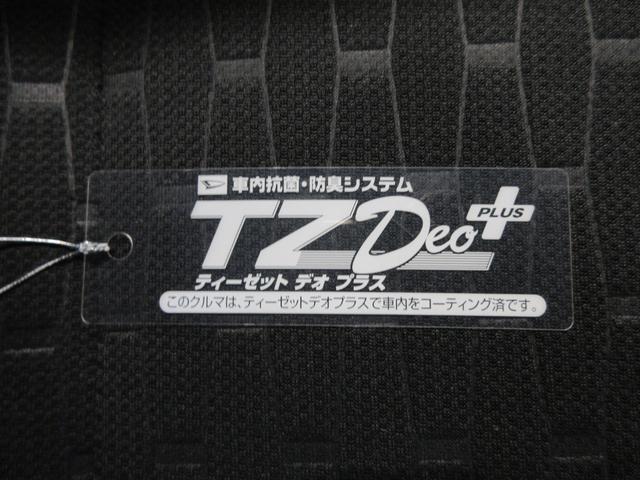 車内抗菌・防臭システム
TZ Deo PLUS
ティーゼット デオ プラス
このクルマは、ティーゼットデオプラスで車内をコーティング済です。